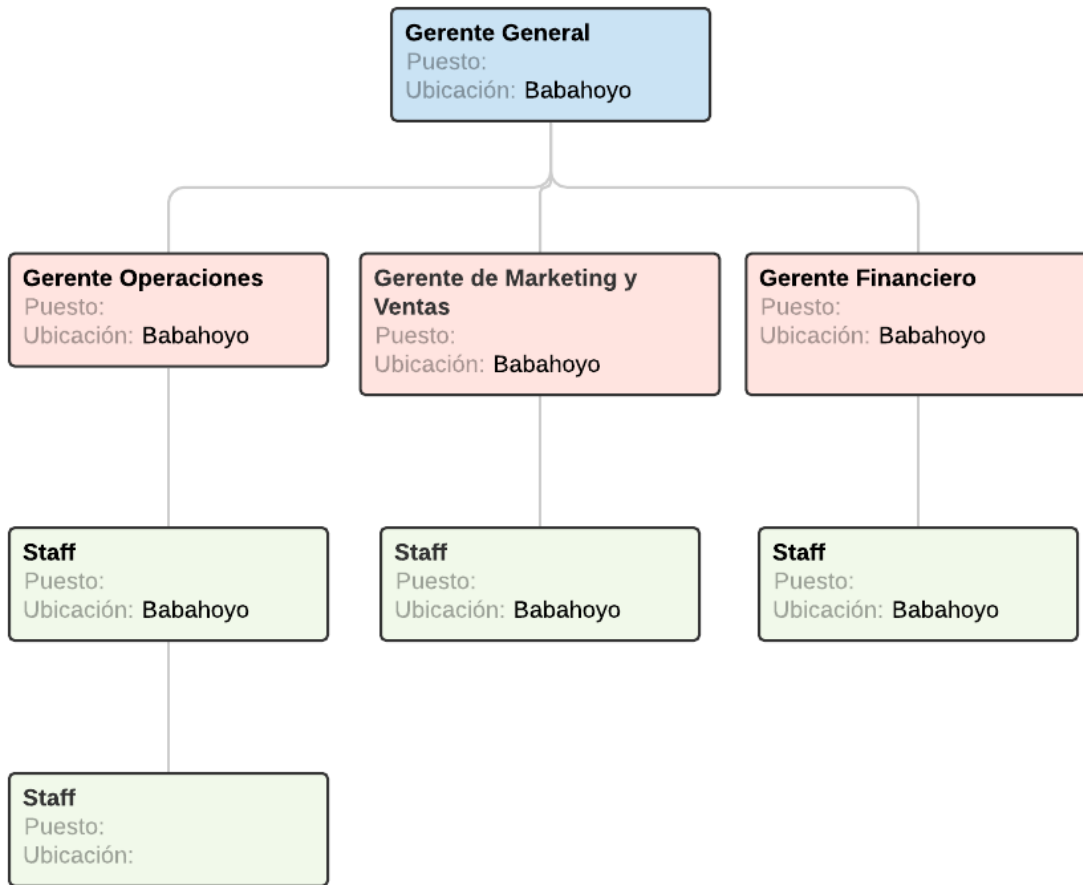 Gerente General
Puesto:
Ubicación: Babahoyo
Gerente Operaciones
Puesto:
Ubicación: Babahoyo
Gerente de Marketing y
Ventas
Puesto:
Ubicación: Babahoyo
Gerente Financiero
Puesto:
Ubicación: Babahoyo
Staff
Puesto:
Ubicación: Babahoyo
Staff
Puesto:
Ubicación: Babahoyo
Staff
Puesto:
Ubicación: Babahoyo
Staff
Puesto:
Ubicación: